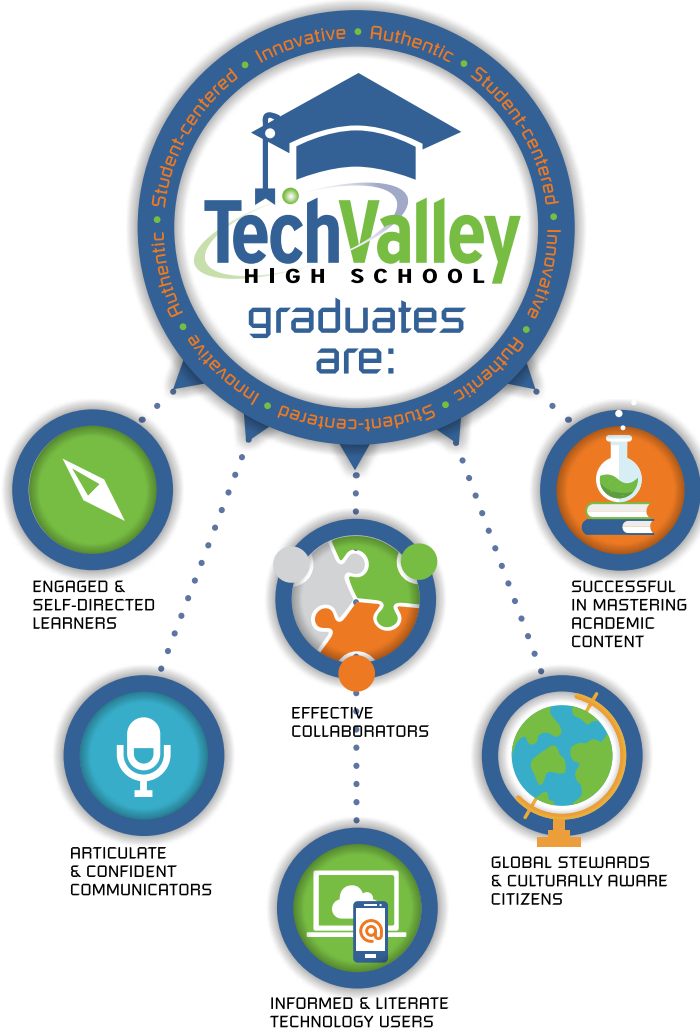 Innovative • Authentic • Student-centered • Innovative • Authentic • Student-centered • Innovative • Authentic • Student-centered •
TechValley
HIGH SCHOOL
graduates
are:
ENGAGED &
SELF-DIRECTED
LEARNERS
SUCCESSFUL
IN MASTERING
ACADEMIC
CONTENT
EFFECTIVE
COLLABORATORS
ARTICULATE
& CONFIDENT
COMMUNICATORS
GLOBAL STEWARDS
& CULTURALLY AWARE
CITIZENS
@
INFORMED & LITERATE
TECHNOLOGY USERS